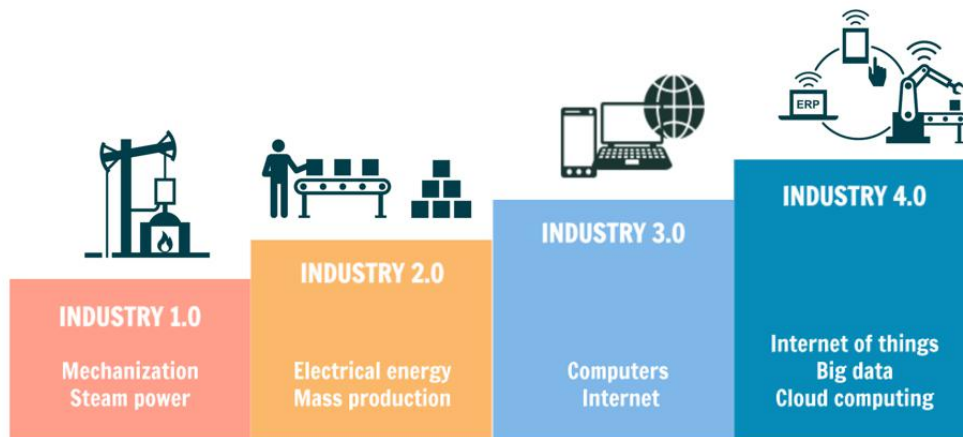 INDUSTRY 1.0
Mechanization
Steam power
INDUSTRY 2.0
Electrical energy
Mass production
INDUSTRY 3.0
Computers
Internet
ERP
INDUSTRY 4.0
Internet of things
Big data
Cloud computing